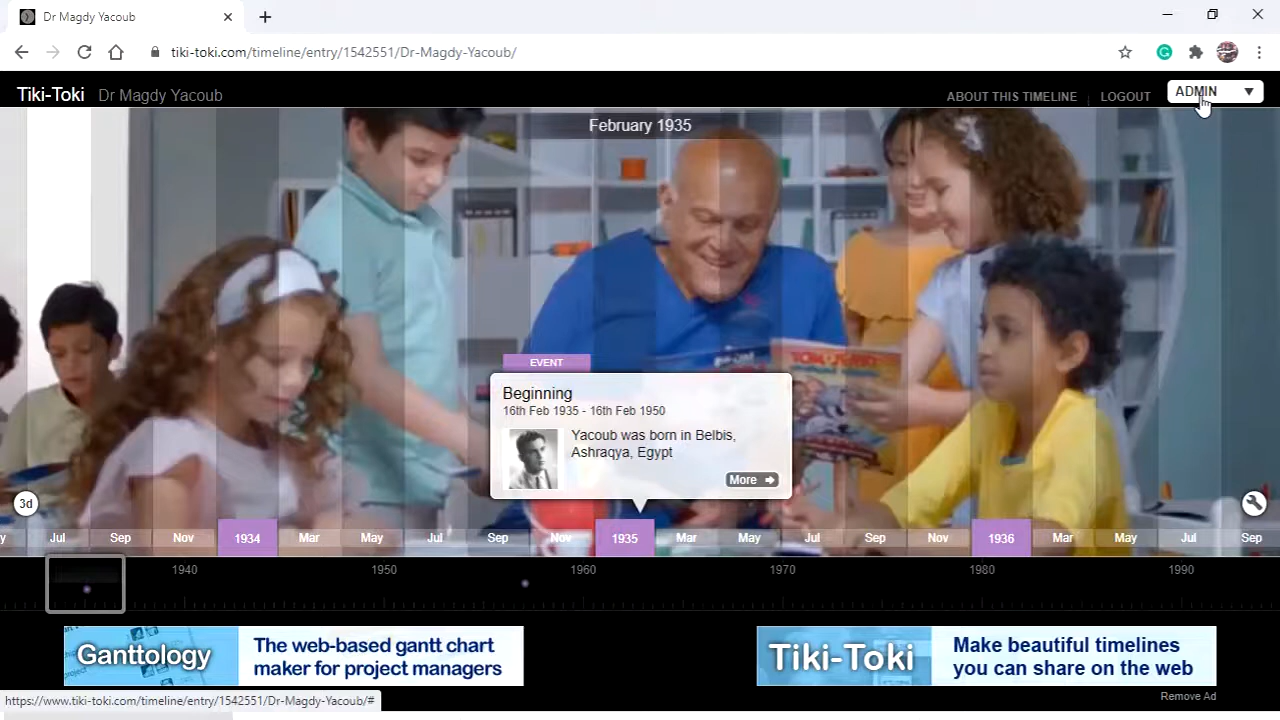 Dr Magdy Yacoub
tiki-toki.com/timeline/entry/1542551/Dr-Magdy-Yacoub/
Tiki-Toki Dr Magdy Yacoub
ABOUT THIS TIMELINE | LOGOUT
ADMIN
February 1935
EVENT
Beginning
16th Feb 1935 - 16th Feb 1950
Yacoub was born in Belbis,
Ashraqya, Egypt
More
3d
y Jul Sep Nov 1934 Mar May Jul Sep Nov 1935 Mar May Jul Sep Nov 1936 Mar May Jul Sep
1940 1950 1960 1970 1980 1990
Ganttology
The web-based gantt chart
maker for project managers
Tiki-Toki
Make beautiful timelines
you can share on the web
Remove Ad
https://www.tiki-toki.com/timeline/entry/1542551/Dr-Magdy-Yacoub/#